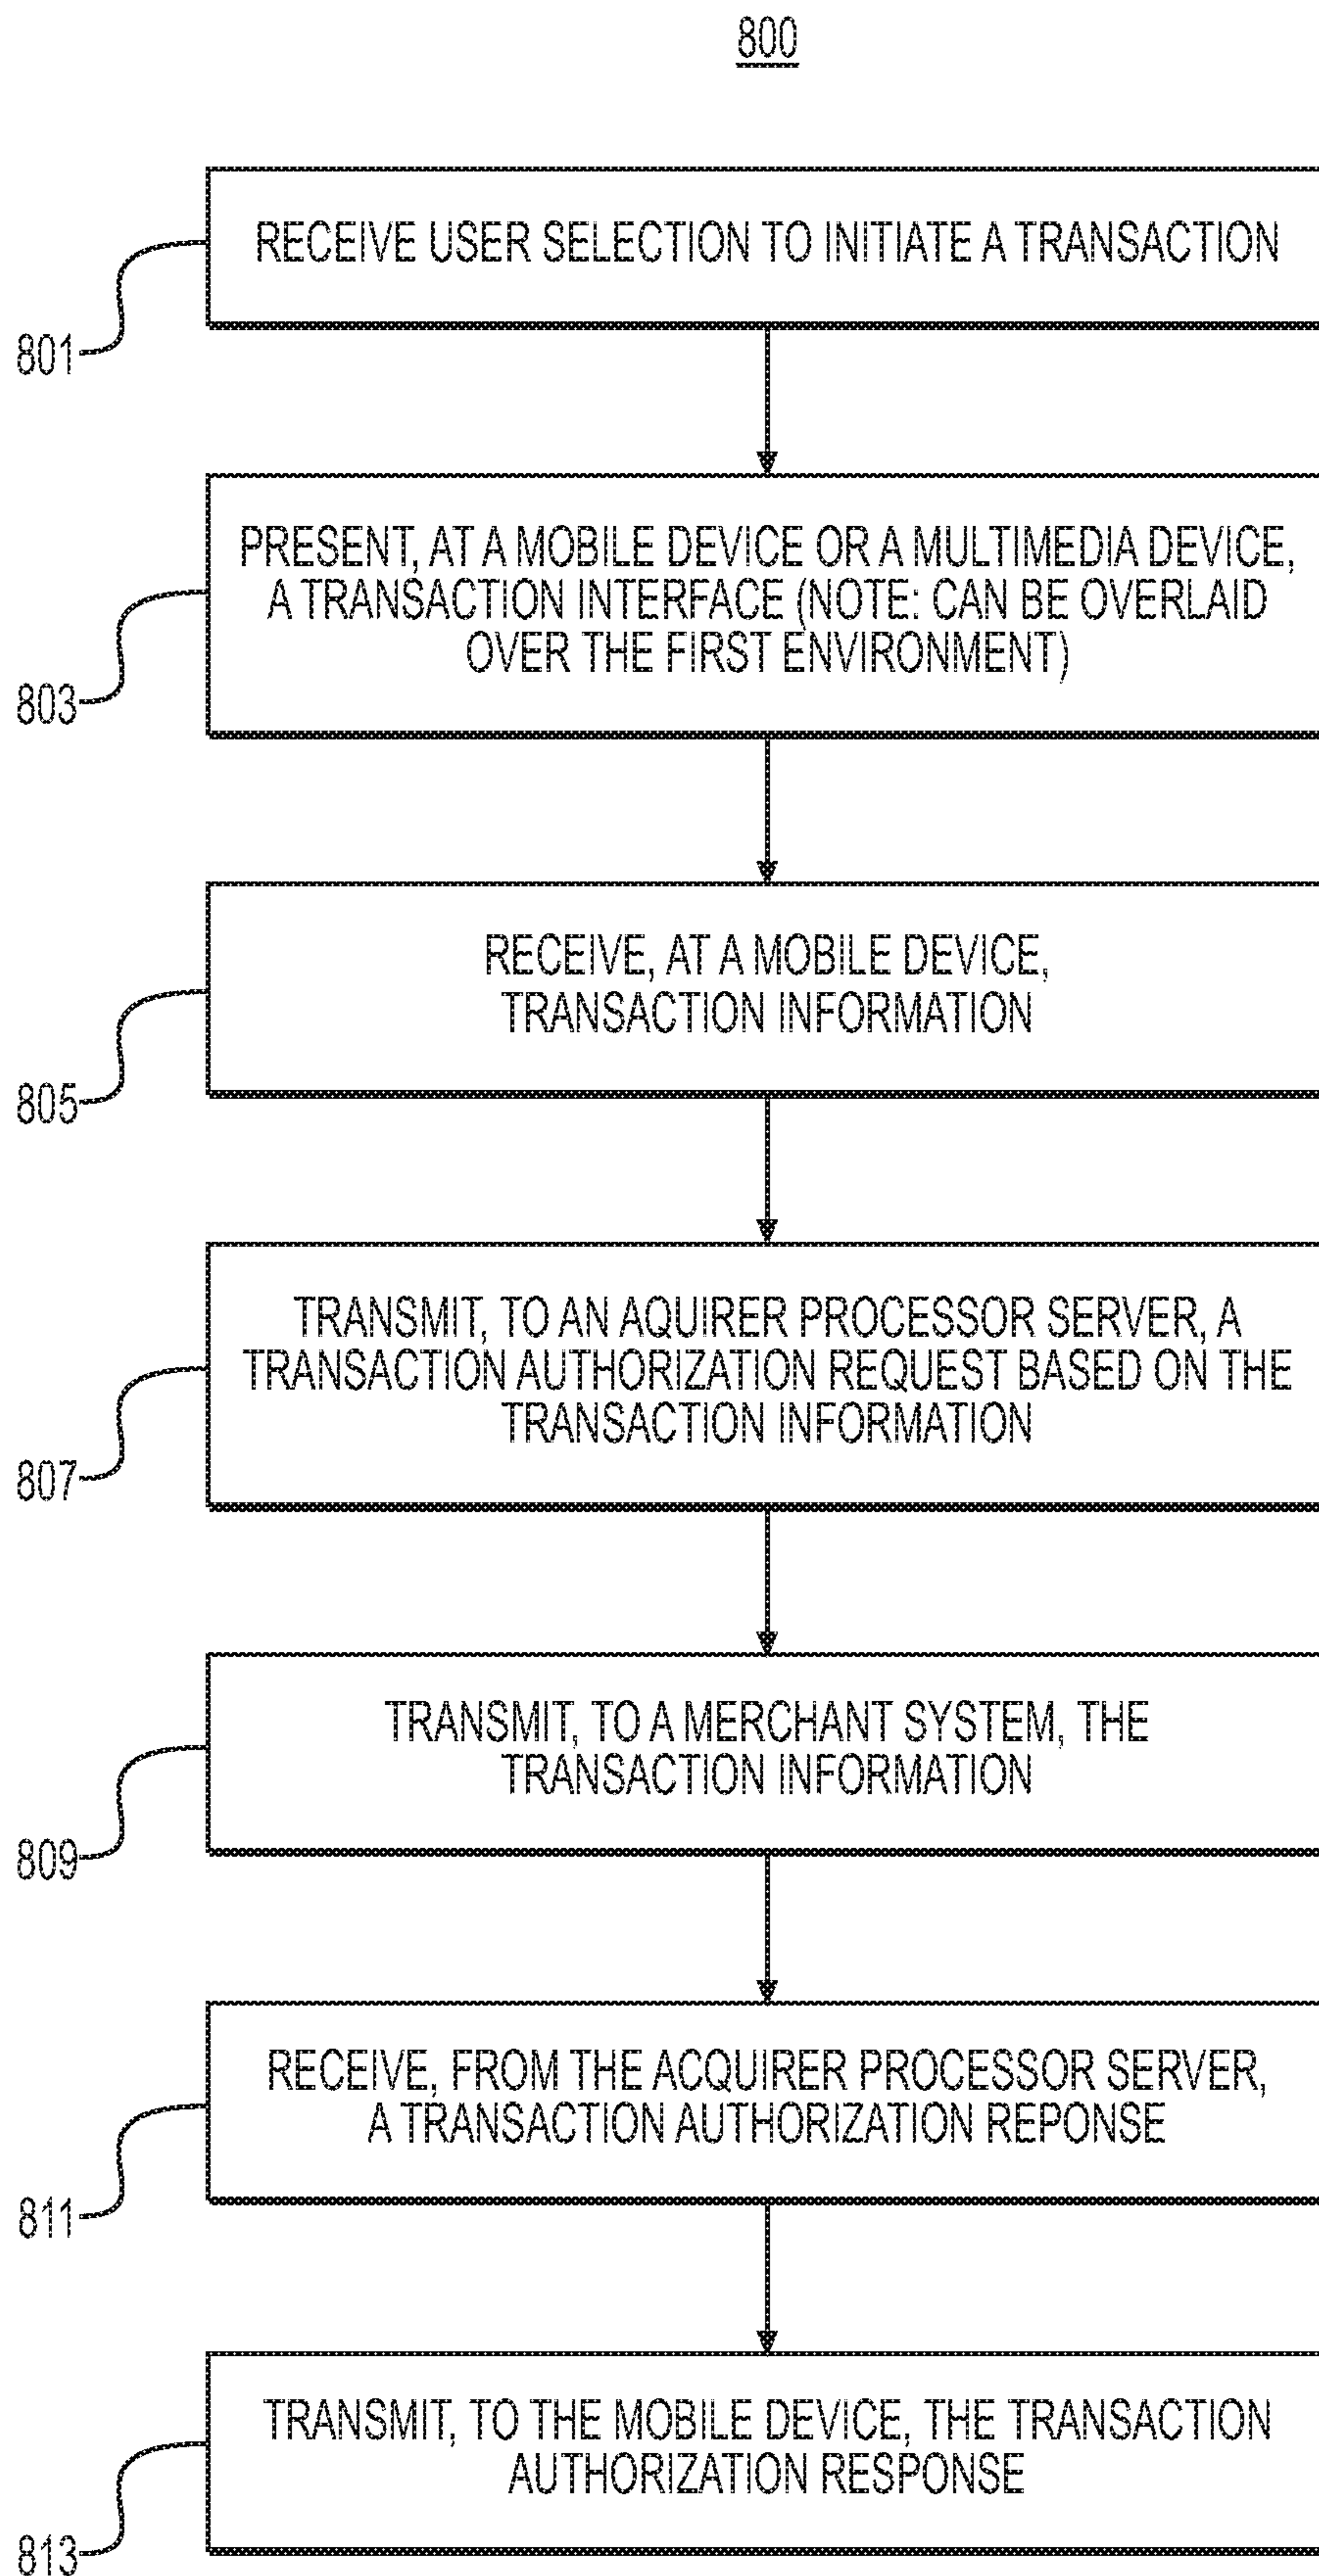 800
RECEIVE USER SELECTION TO INITIATE A TRANSACTION
801
PRESENT, AT A MOBILE DEVICE OR A MULTIMEDIA DEVICE,
A TRANSACTION INTERFACE (NOTE: CAN BE OVERLAID
OVER THE FIRST ENVIRONMENT)
803
RECEIVE, AT A MOBILE DEVICE,
TRANSACTION INFORMATION
805
TRANSMIT, TO AN AQUIRER PROCESSOR SERVER, A
TRANSACTION AUTHORIZATION REQUEST BASED ON THE
TRANSACTION INFORMATION
807
TRANSMIT, TO A MERCHANT SYSTEM, THE
TRANSACTION INFORMATION
809
RECEIVE, FROM THE ACQUIRER PROCESSOR SERVER,
A TRANSACTION AUTHORIZATION REPONSE
811
TRANSMIT, TO THE MOBILE DEVICE, THE TRANSACTION
AUTHORIZATION RESPONSE
813